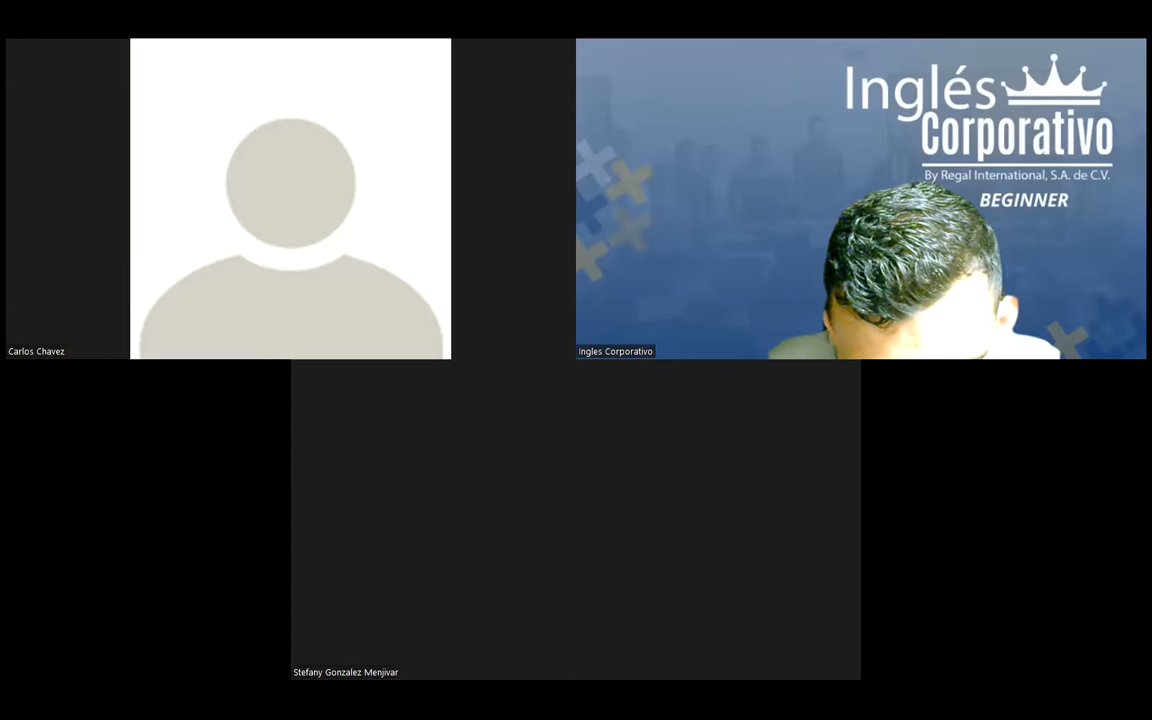 Inglés
Corporativo
By Regal International, S.A. de C.V.
BEGINNER
Carlos Chavez
Ingles Corporativo
Stefany Gonzalez Menjivar